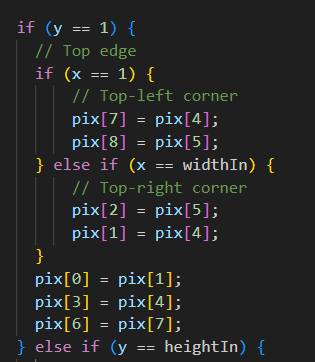 if (y == 1) {
// Top edge
if (x == 1) {
// Top-left corner
pix[7] = pix[4];
pix[8] = pix[5];
} else if (x == widthIn) {
// Top-right corner
pix[2] = pix[5];
pix[1] = pix[4];
}
pix[0] = pix[1];
pix[3] = pix[4];
pix[6] = pix[7];
} else if (y == heightIn) {